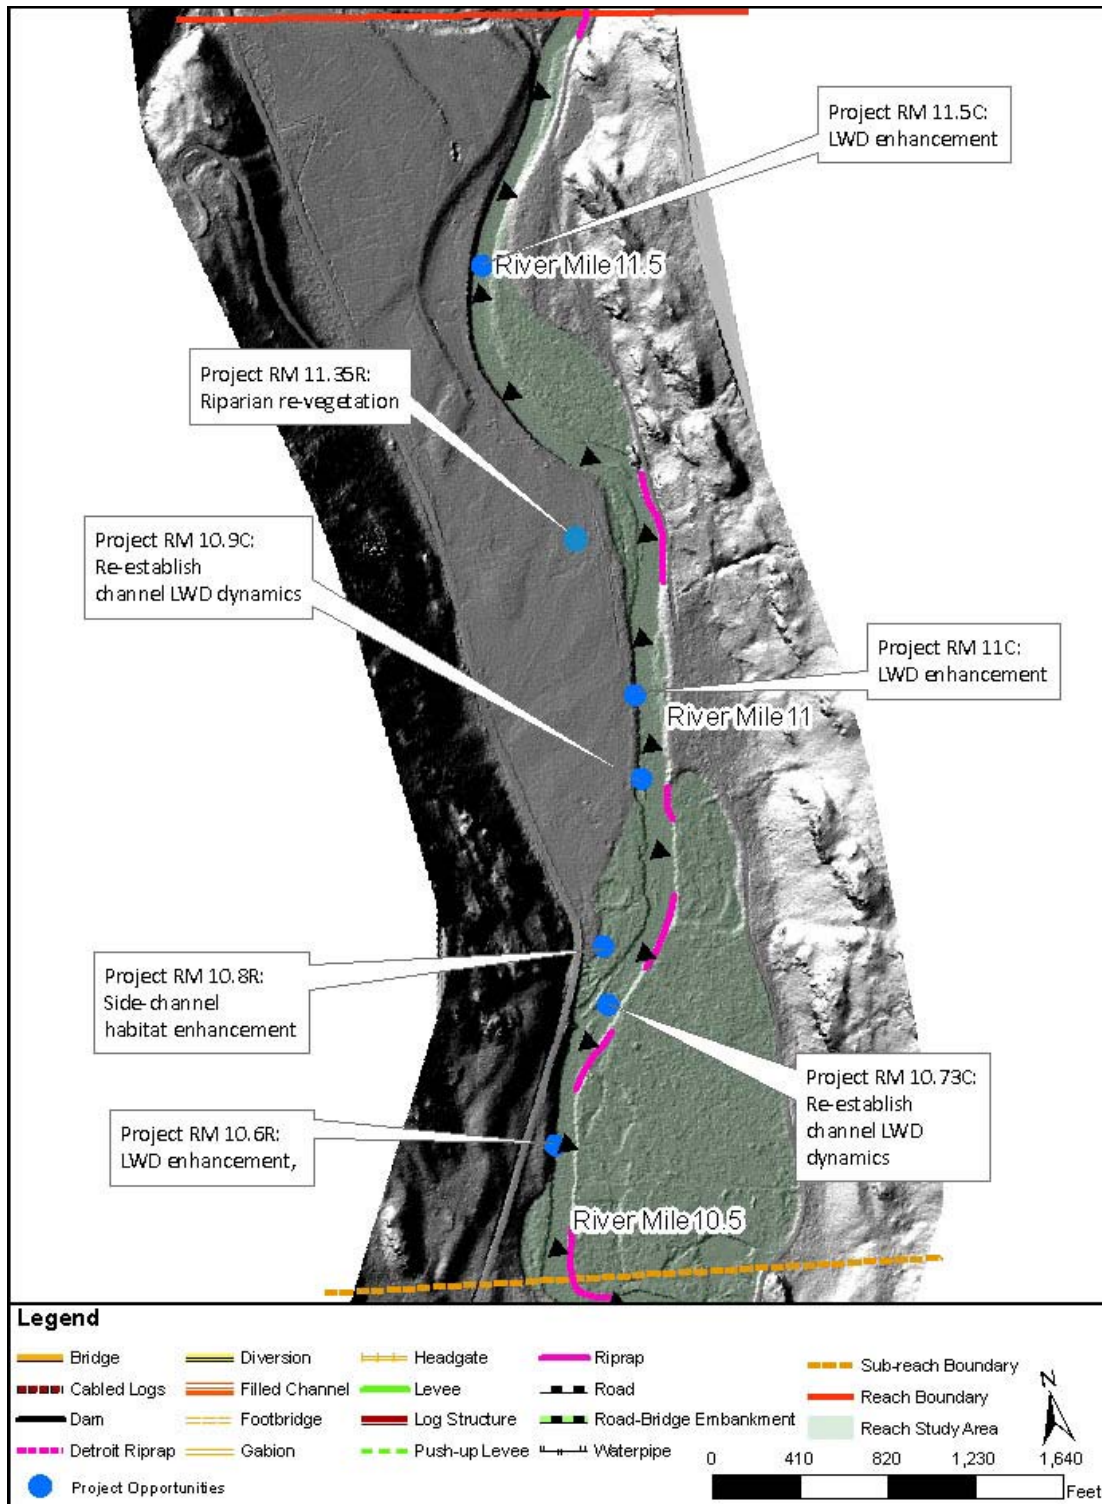 Project RM 11.5C:
LWD enhancement
River Mile 11.5
Project RM 11.35R:
Riparian re-vegetation
Project RM 10.9C:
Re-establish
channel LWD dynamics
Project RM 11C:
LWD enhancement
River Mile 11
Project RM 10.8R:
Side-channel
habitat enhancement
Project RM 10.73C:
Re-establish
channel LWD
dynamics
Project RM 10.6R:
LWD enhancement,
River Mile 10.5
Legend
Bridge
Cabled Logs
Dam
Detroit Riprap
Project Opportunities
Diversion
Filled Channel
Footbridge
Gabion
Headgate
Levee
Log Structure
Push-up Levee
Riprap
Road
Road-Bridge Embankment
Waterpipe
Sub-reach Boundary
Reach Boundary
Reach Study Area
N
0 410 820 1,230 1,640
Feet